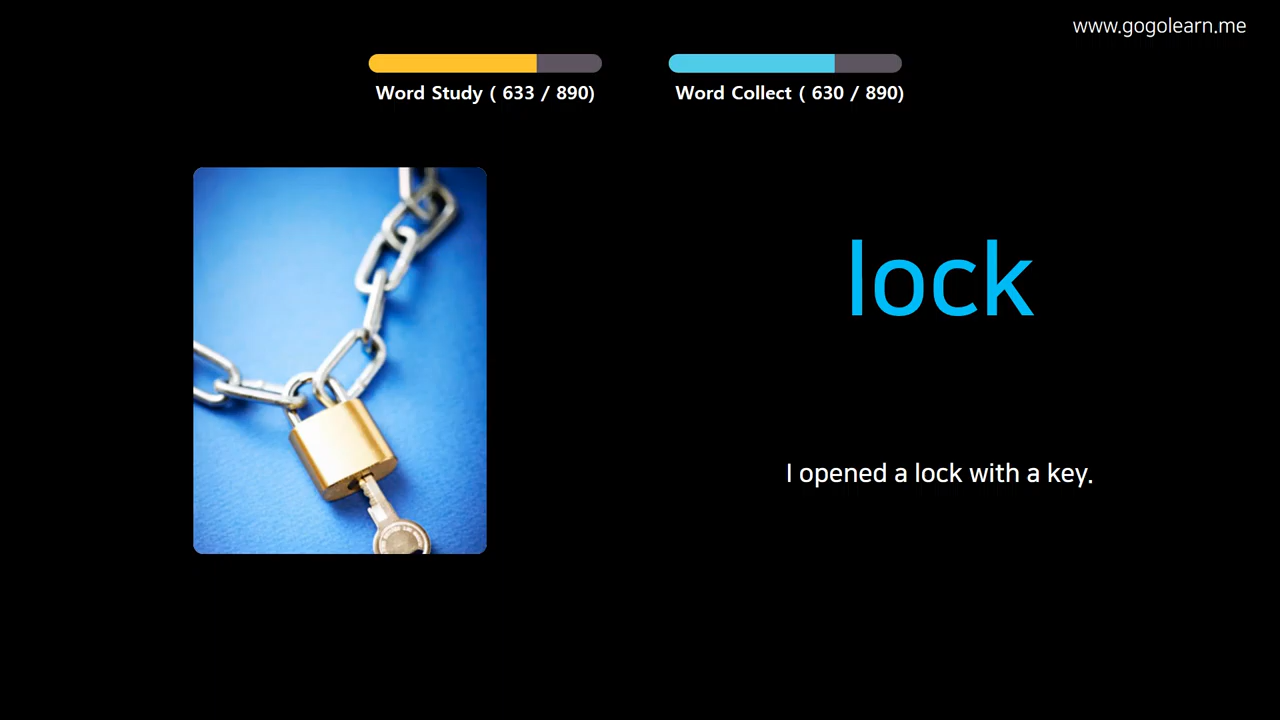 www.gogolearn.me
Word Study ( 633 / 890)
Word Collect ( 630 / 890)
lock
I opened a lock with a key.